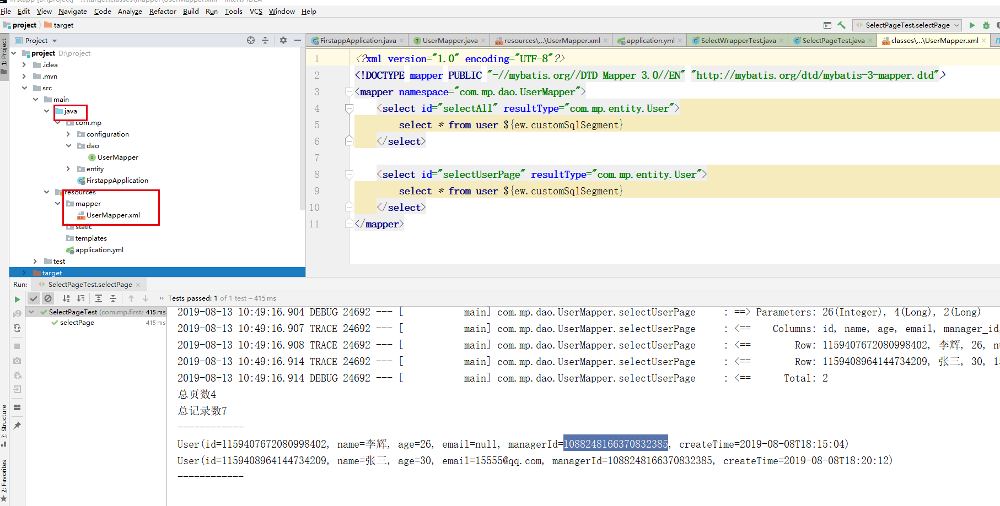 firstapp [D:\project] - ...\target\classes\mapper\UserMapper.xml - IntelliJ IDEA
File Edit View Navigate Code Analyze Refactor Build Run Tools VCS Window Help
project target
SelectPageTest.selectPage
1: Project
Project
FirstappApplication.java UserMapper.java resources\...\UserMapper.xml application.yml SelectWrapperTest.java SelectPageTest.java classes\...\UserMapper.xml
project D:\project
.idea
.mvn
src
main
java
com.mp
configuration
dao
UserMapper
entity
FirstappApplication
resources
mapper
UserMapper.xml
static
templates
application.yml
test
target
1 <?xml version="1.0" encoding="UTF-8"?>
2 <!DOCTYPE mapper PUBLIC "-//mybatis.org//DTD Mapper 3.0//EN" "http://mybatis.org/dtd/mybatis-3-mapper.dtd">
3 <mapper namespace="com.mp.dao.UserMapper">
4 <select id="selectAll" resultType="com.mp.entity.User">
5 select * from user ${ew.customSqlSegment}
6 </select>
7
8 <select id="selectUserPage" resultType="com.mp.entity.User">
9 select * from user ${ew.customSqlSegment}
10 </select>
11 </mapper>
Run: SelectPageTest.selectPage
Tests passed: 1 of 1 test – 415 ms
SelectPageTest (com.mp.firsta 415 ms
selectPage 415 ms
2019-08-13 10:49:16.904 DEBUG 24692 --- [ main] com.mp.dao.UserMapper.selectUserPage : ==> Parameters: 26(Integer), 4(Long), 2(Long)
2019-08-13 10:49:16.907 TRACE 24692 --- [ main] com.mp.dao.UserMapper.selectUserPage : <== Columns: id, name, age, email, manager_id,
2019-08-13 10:49:16.908 TRACE 24692 --- [ main] com.mp.dao.UserMapper.selectUserPage : <== Row: 1159407672080998402, 李辉, 26, nu
2019-08-13 10:49:16.914 TRACE 24692 --- [ main] com.mp.dao.UserMapper.selectUserPage : <== Row: 1159408964144734209, 张三, 30, 15
2019-08-13 10:49:16.914 DEBUG 24692 --- [ main] com.mp.dao.UserMapper.selectUserPage : <== Total: 2
总页数4
总记录数7
------------
User(id=1159407672080998402, name=李辉, age=26, email=null, managerId=1088248166370832385, createTime=2019-08-08T18:15:04)
User(id=1159408964144734209, name=张三, age=30, email=15555@qq.com, managerId=1088248166370832385, createTime=2019-08-08T18:20:12)
------------
7: Structure
2: Favorites